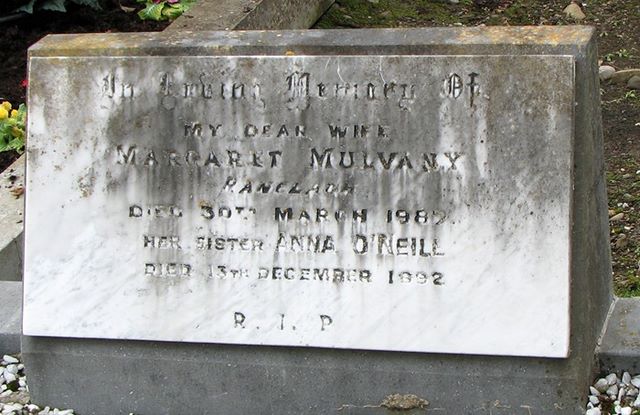 In Loving Memory Of
MY DEAR WIFE
MARGARET MULVANY
RANELAGH
DIED 30TH MARCH 1989
HER SISTER ANNA O'NEILL
DIED 13TH DECEMBER 1992
R.I.P